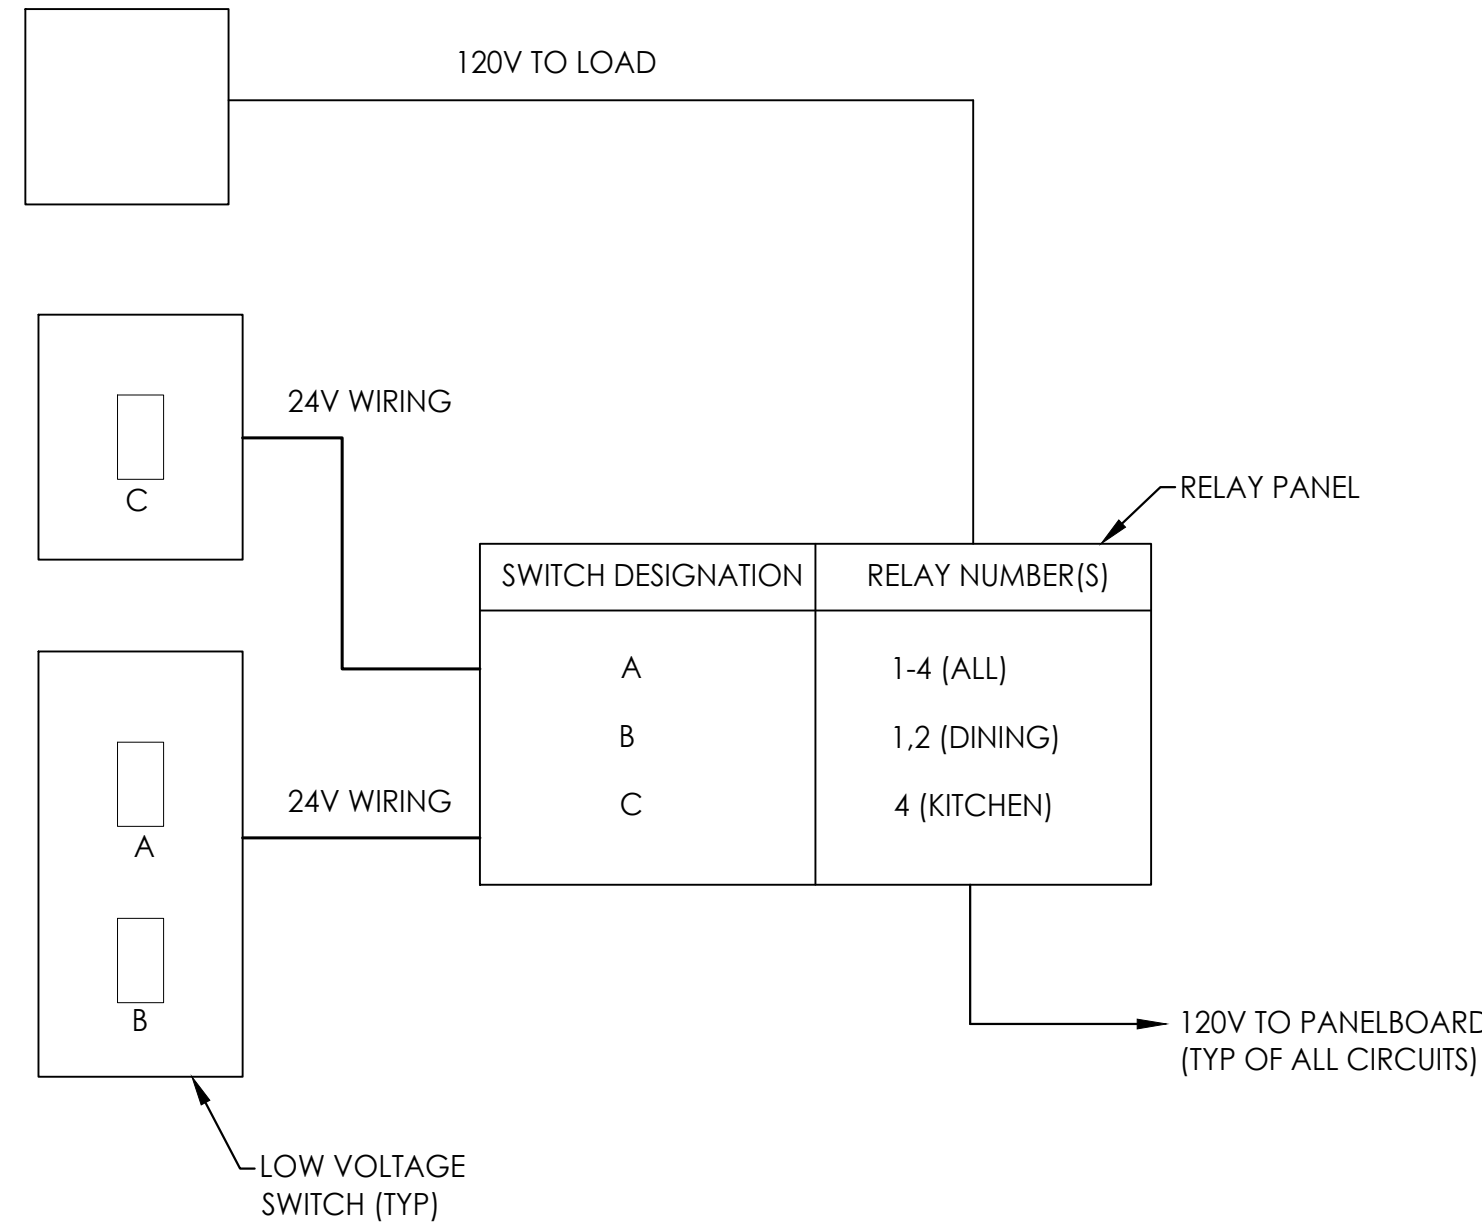 120V TO LOAD
24V WIRING
C
RELAY PANEL
SWITCH DESIGNATION RELAY NUMBER(S)
A 1-4 (ALL)
B 1,2 (DINING)
C 4 (KITCHEN)
24V WIRING
A
B
120V TO PANELBOARD
(TYP OF ALL CIRCUITS)
LOW VOLTAGE
SWITCH (TYP)